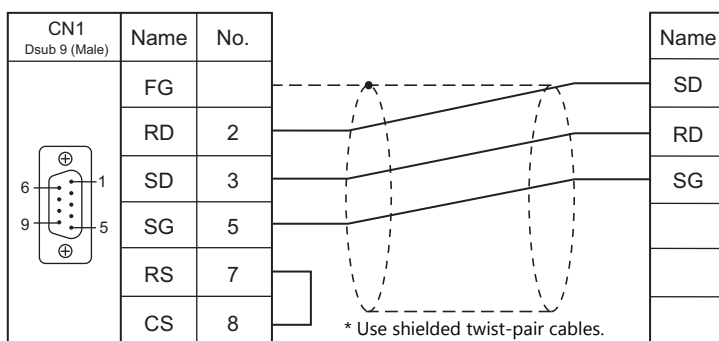 CN1
Dsub 9 (Male)
Name No.
Name
FG
SD
RD 2
RD
SD 3
SG
6 1
9 5
SG 5
RS 7
CS 8
* Use shielded twist-pair cables.